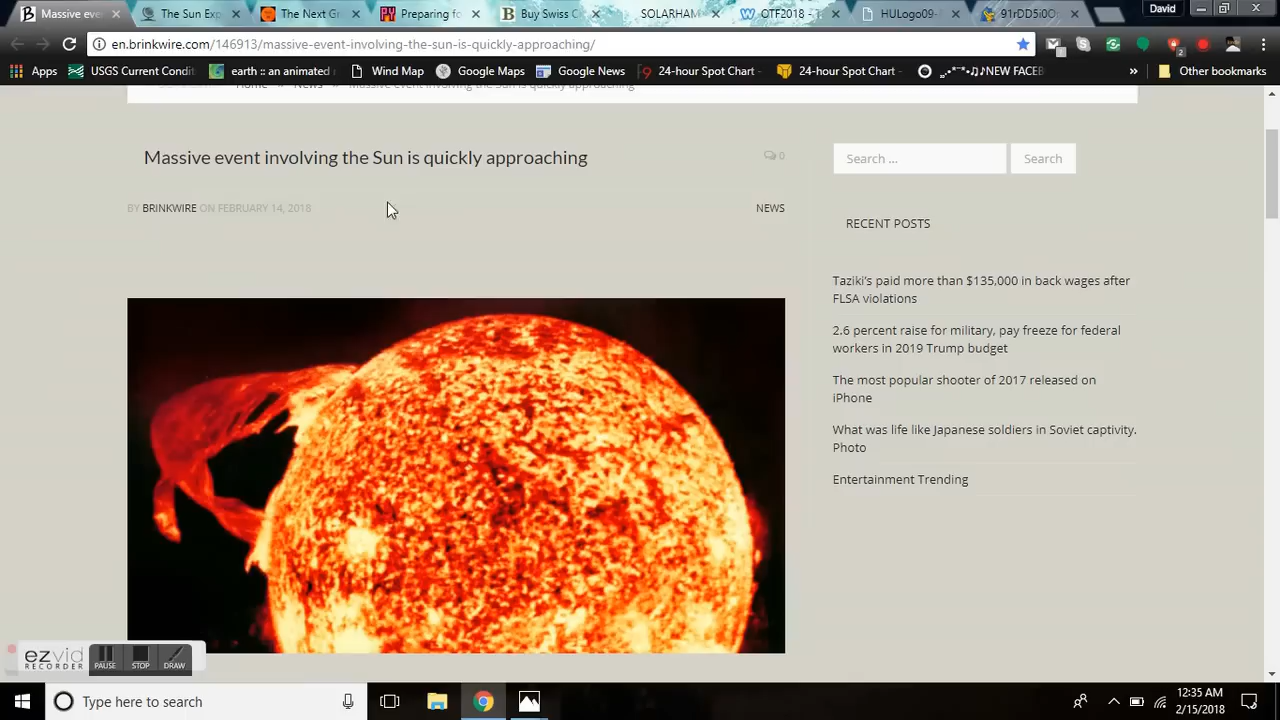 Massive eve
The Sun Exp
The Next Gr
Preparing fo
Buy Swiss C
SOLARHAM
OTF2018 - T
HULogo09-
91rDD5i0O
David
en.brinkwire.com/146913/massive-event-involving-the-sun-is-quickly-approaching/
1
2
Apps
USGS Current Condit
earth :: an animated
Wind Map
Google Maps
Google News
24-hour Spot Chart -
24-hour Spot Chart -
NEW FACEB
»
Other bookmarks
Home » News » Massive event involving the Sun is quickly approaching
Massive event involving the Sun is quickly approaching
0
BY BRINKWIRE ON FEBRUARY 14, 2018
NEWS
Search ...
Search
RECENT POSTS
Taziki's paid more than $135,000 in back wages after
FLSA violations
2.6 percent raise for military, pay freeze for federal
workers in 2019 Trump budget
The most popular shooter of 2017 released on
iPhone
What was life like Japanese soldiers in Soviet captivity.
Photo
Entertainment Trending
ezvid
RECORDER
PAUSE
STOP
DRAW
Type here to search
12:35 AM
2/15/2018